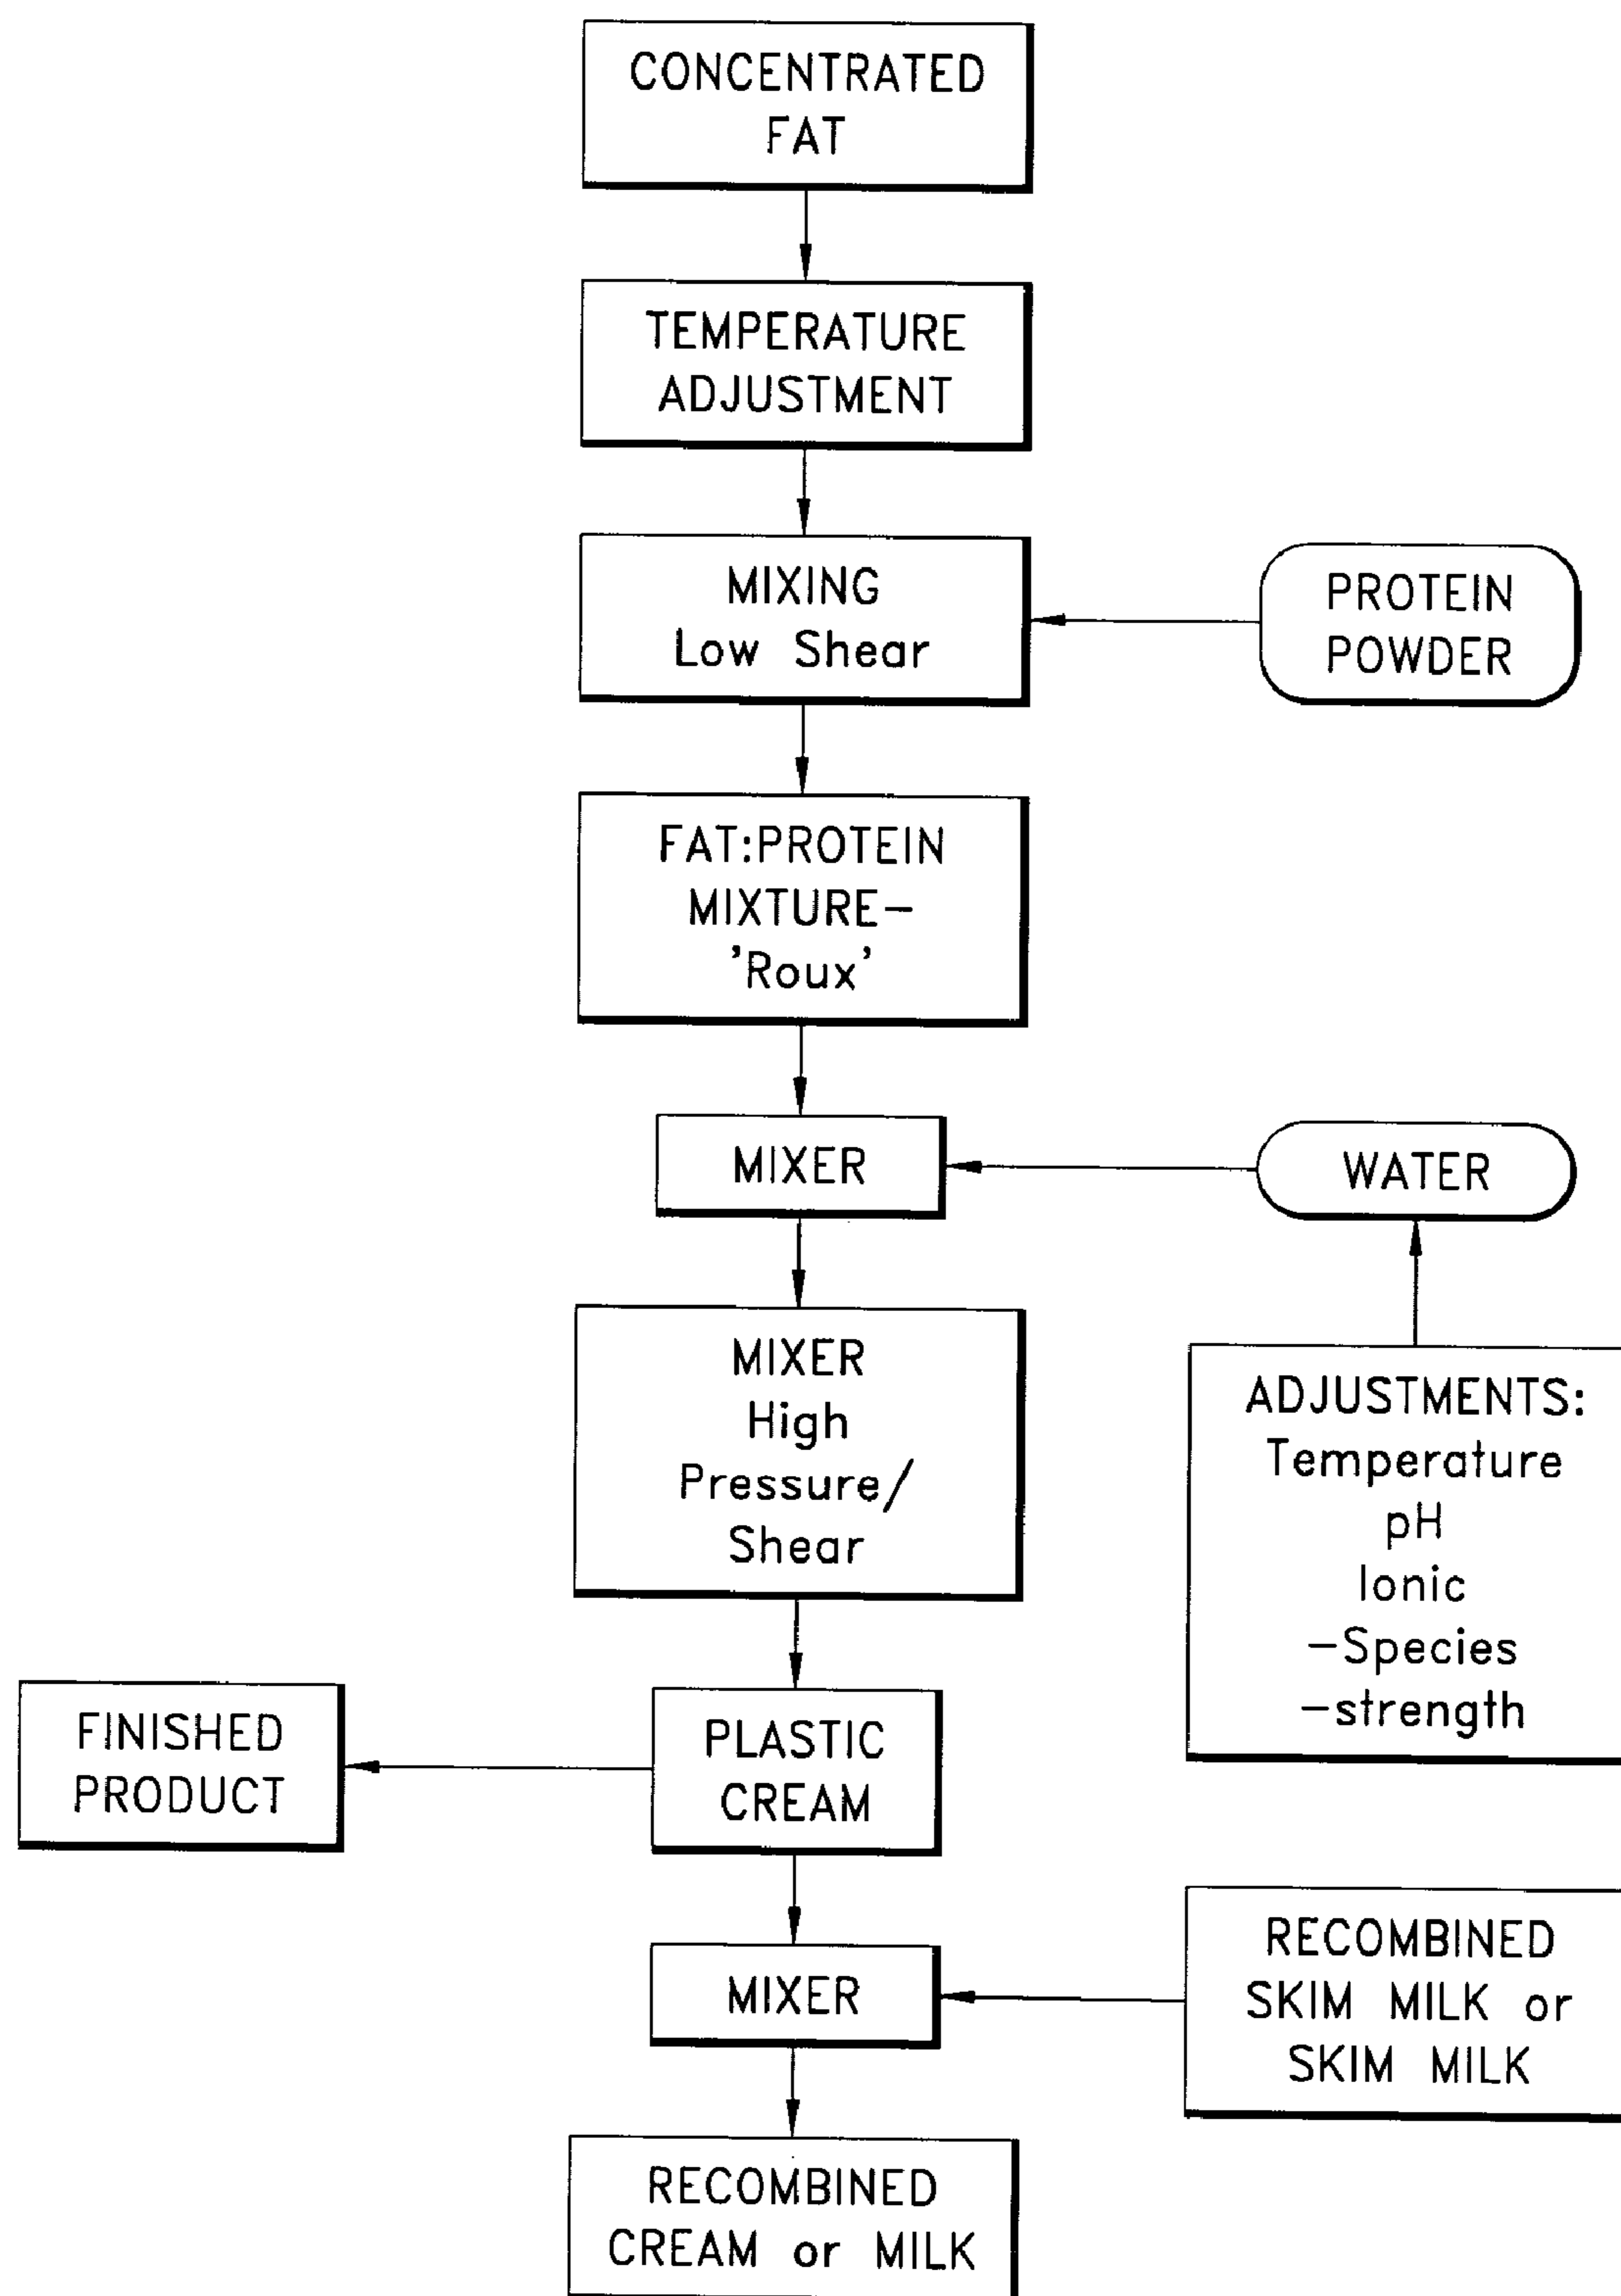 CONCENTRATED
FAT
TEMPERATURE
ADJUSTMENT
MIXING
Low Shear
PROTEIN
POWDER
FAT:PROTEIN
MIXTURE-
'Roux'
MIXER
WATER
MIXER
High
Pressure/
Shear
ADJUSTMENTS:
Temperature
pH
Ionic
-Species
-strength
FINISHED
PRODUCT
PLASTIC
CREAM
MIXER
RECOMBINED
SKIM MILK or
SKIM MILK
RECOMBINED
CREAM or MILK